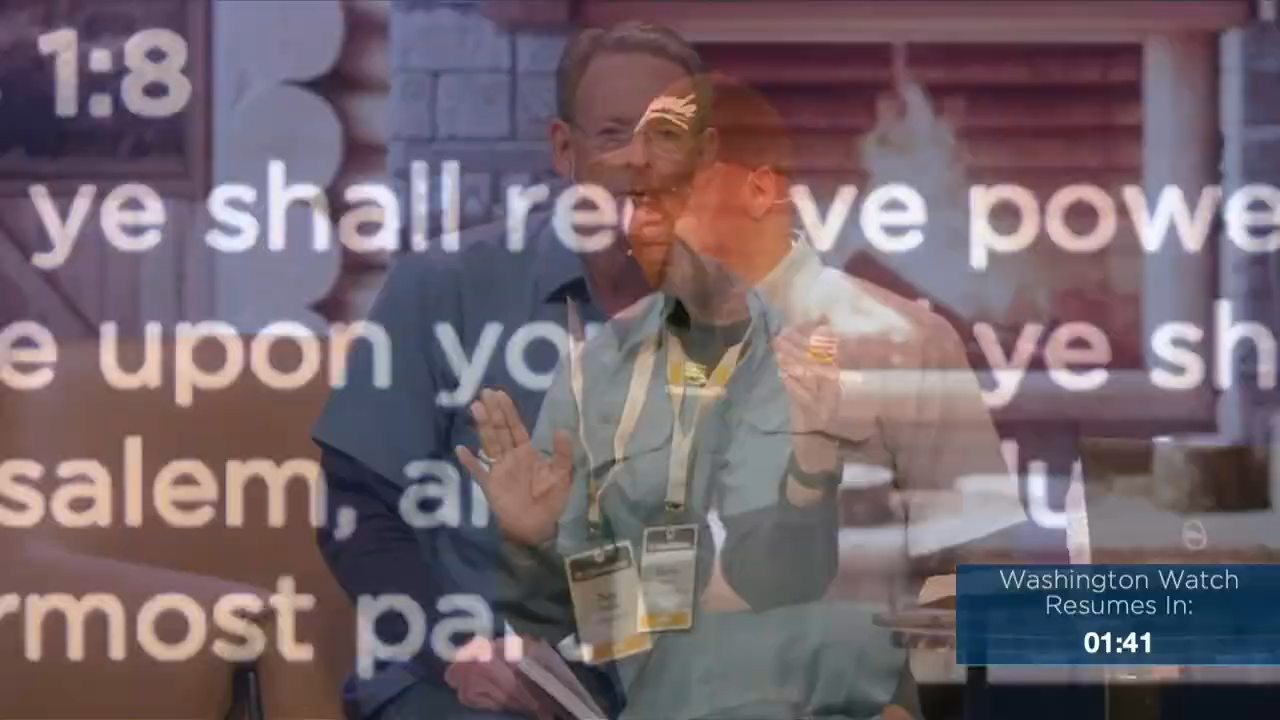 1:8
ye shall re ve powe
e upon yo ye sh
salem, a u
rmost pa
Washington Watch
Resumes In:
01:41